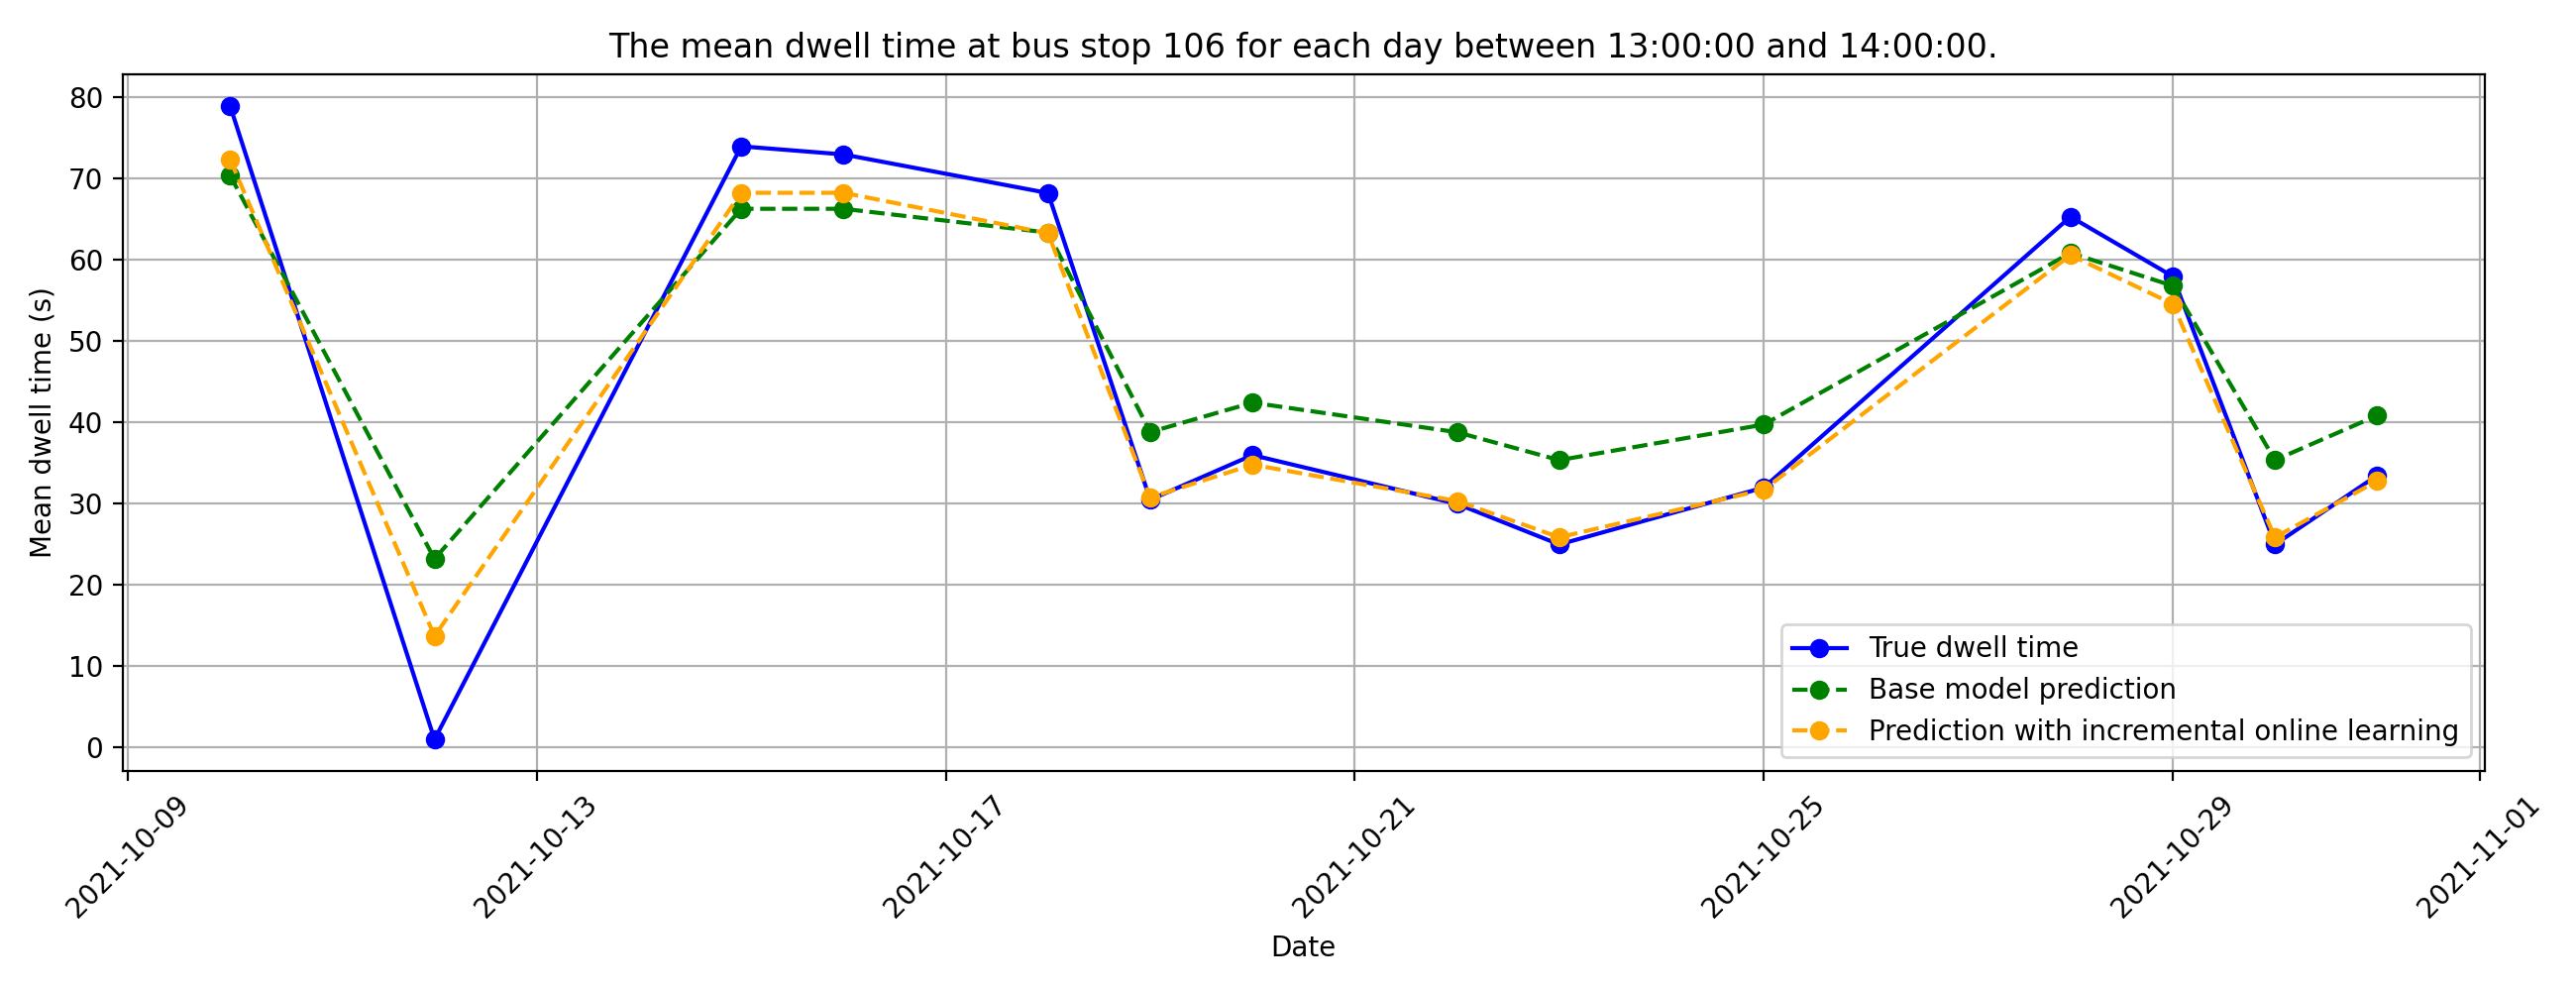 The mean dwell time at bus stop 106 for each day between 13:00:00 and 14:00:00.
Mean dwell time (s)
80
70
60
50
40
30
20
10
0
True dwell time
Base model prediction
Prediction with incremental online learning
2021-10-09
2021-10-13
2021-10-17
2021-10-21
2021-10-25
2021-10-29
2021-11-01
Date